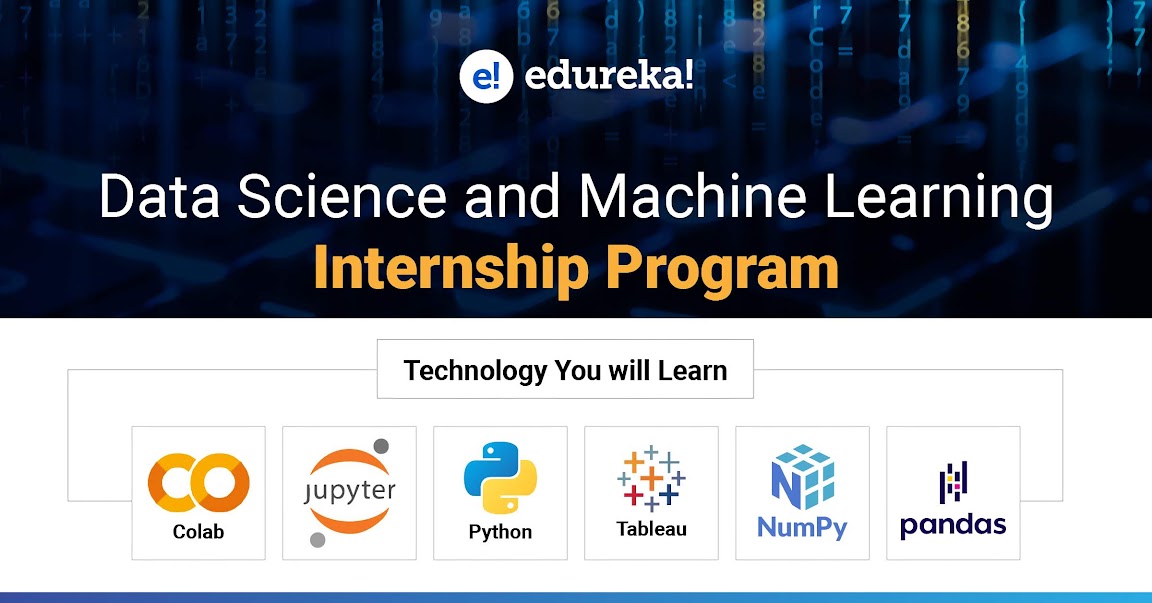 e! edureka!
Data Science and Machine Learning
Internship Program
Technology You will Learn
Colab
jupyter
Python
Tableau
NumPy
pandas